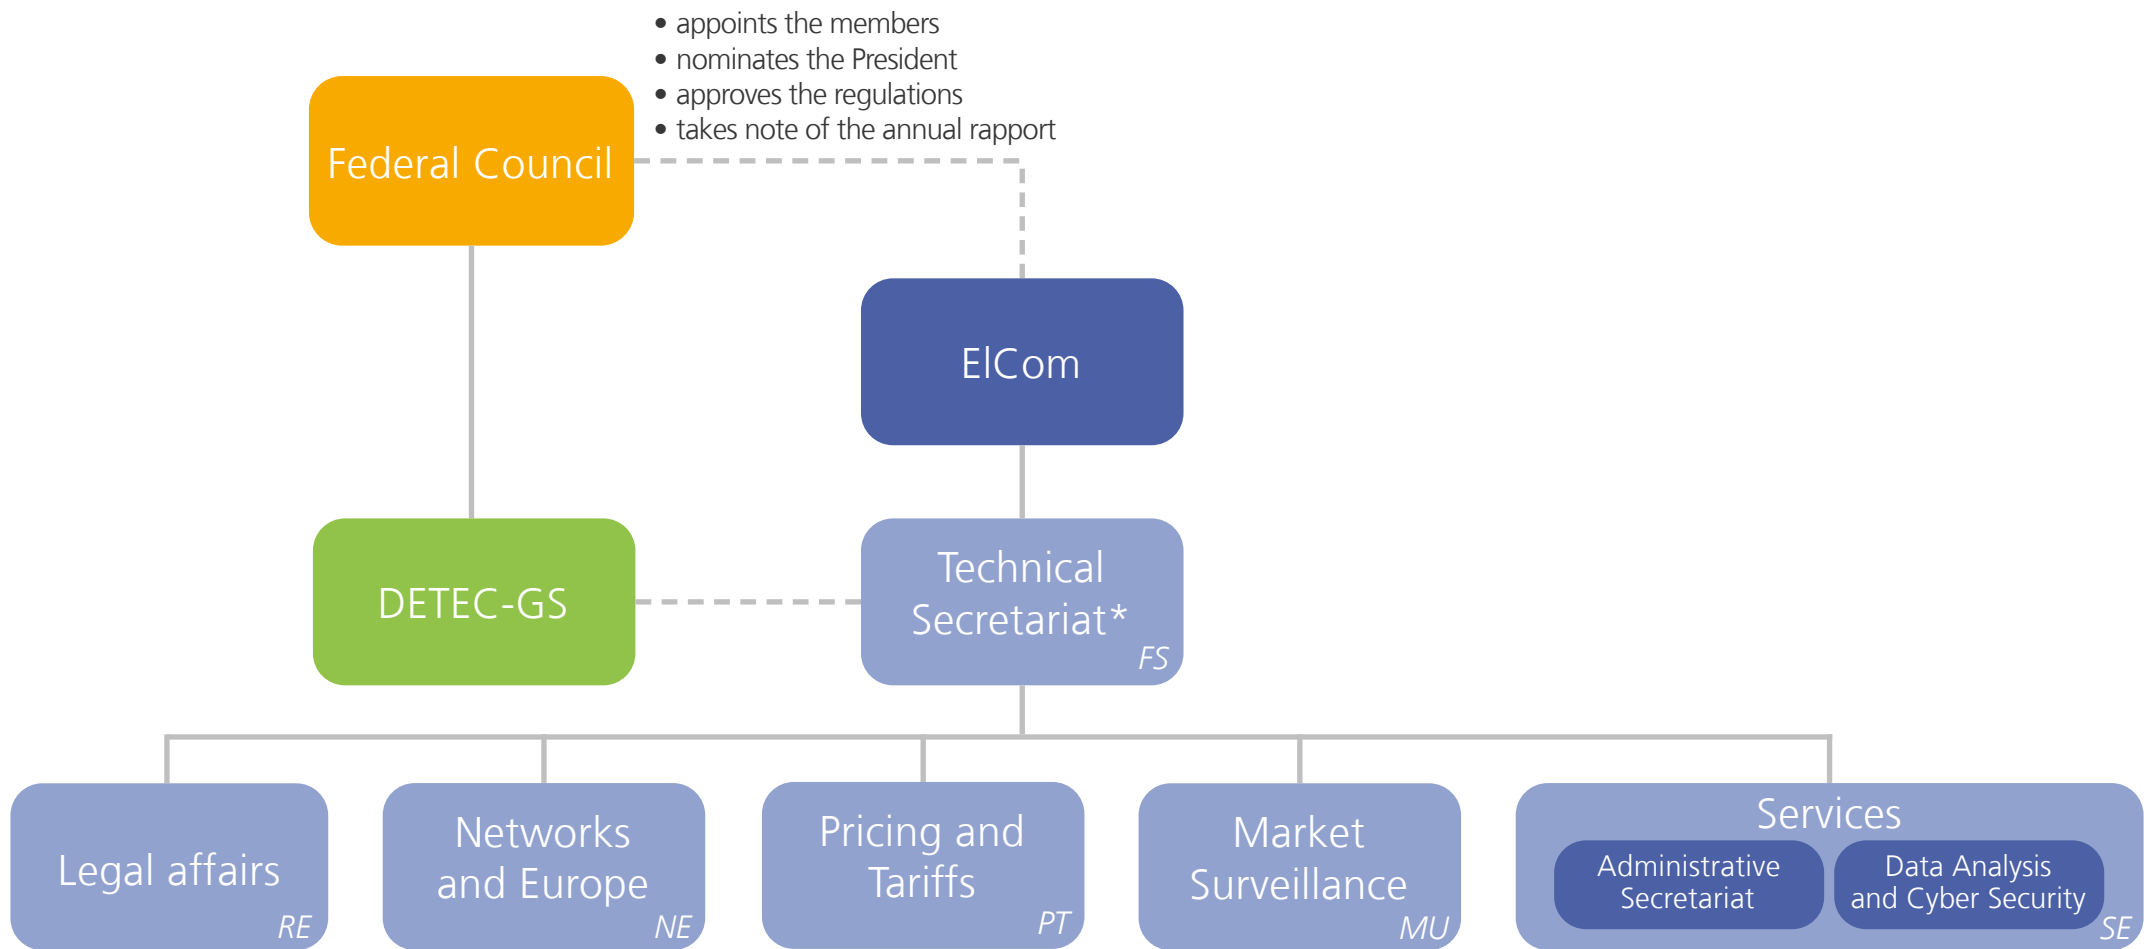 • appoints the members
• nominates the President
• approves the regulations
• takes note of the annual rapport
Federal Council
ElCom
DETEC-GS
Technical
Secretariat*
FS
Legal affairs
RE
Networks
and Europe
NE
Pricing and
Tariffs
PT
Market
Surveillance
MU
Services
Administrative
Secretariat
Data Analysis
and Cyber Security
SE